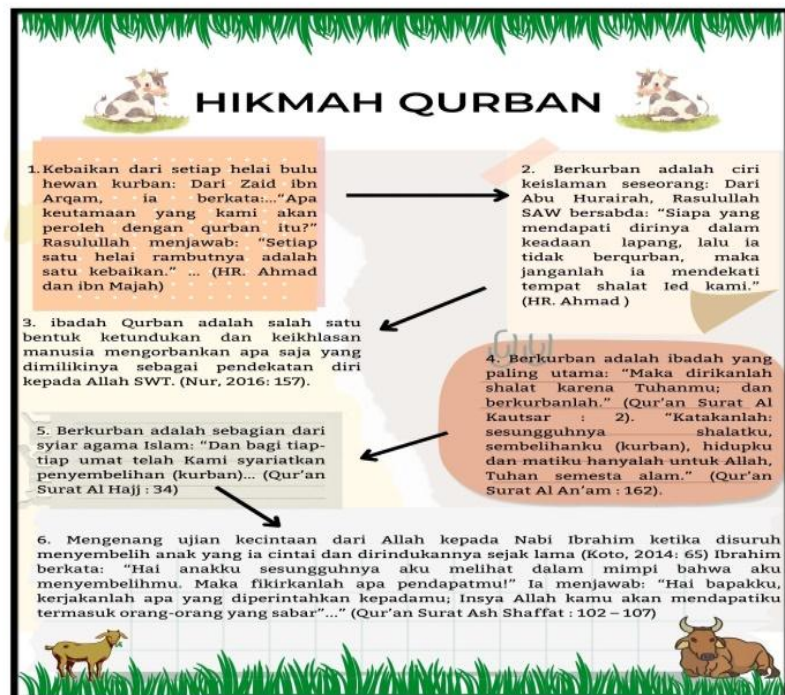 HIKMAH QURBAN
1. Kebaikan dari setiap helai bulu
hewan kurban: Dari Zaid ibn
Arqam, ia berkata:...“Apa
keutamaan yang kami akan
peroleh dengan qurban itu?”
Rasulullah menjawab: “Setiap
satu helai rambutnya adalah
satu kebaikan.” ... (HR. Ahmad
dan ibn Majah)
2. Berkurban adalah ciri
keislaman seseorang: Dari
Abu Hurairah, Rasulullah
SAW bersabda: “Siapa yang
mendapati dirinya dalam
keadaan lapang, lalu ia
tidak berqurban, maka
janganlah ia mendekati
tempat shalat Ied kami.”
(HR. Ahmad )
3. ibadah Qurban adalah salah satu
bentuk ketundukan dan keikhlasan
manusia mengorbankan apa saja yang
dimilikinya sebagai pendekatan diri
kepada Allah SWT. (Nur, 2016: 157).
4. Berkurban adalah ibadah yang
paling utama: “Maka dirikanlah
shalat karena Tuhanmu; dan
berkurbanlah.” (Qur’an Surat Al
Kautsar : 2). “Katakanlah:
sesungguhnya shalatku,
sembelihanku (kurban), hidupku
dan matiku hanyalah untuk Allah,
Tuhan semesta alam.” (Qur’an
Surat Al An’am : 162).
5. Berkurban adalah sebagian dari
syiar agama Islam: “Dan bagi tiap-
tiap umat telah Kami syariatkan
penyembelihan (kurban)... (Qur’an
Surat Al Hajj : 34)
6. Mengenang ujian kecintaan dari Allah kepada Nabi Ibrahim ketika disuruh
menyembelih anak yang ia cintai dan dirindukannya sejak lama (Koto, 2014: 65) Ibrahim
berkata: “Hai anakku sesungguhnya aku melihat dalam mimpi bahwa aku
menyembelihmu. Maka fikirkanlah apa pendapatmu!” Ia menjawab: “Hai bapakku,
kerjakanlah apa yang diperintahkan kepadamu; Insya Allah kamu akan mendapatiku
termasuk orang-orang yang sabar”...” (Qur’an Surat Ash Shaffat : 102 – 107)